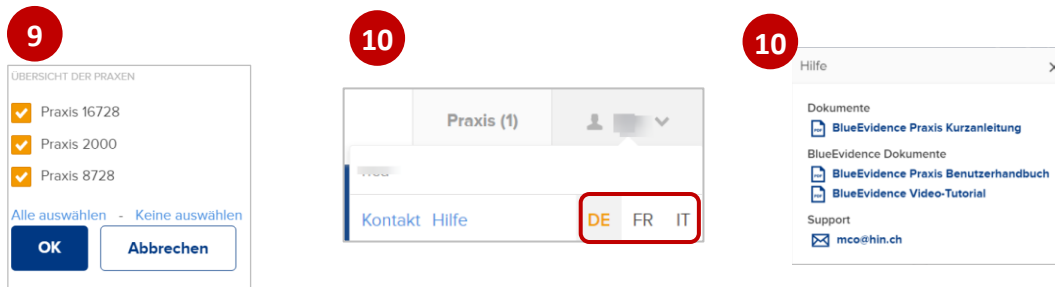 9
ÜBERSICHT DER PRAXEN
Praxis 16728
Praxis 2000
Praxis 8728
Alle auswählen - Keine auswählen
OK Abbrechen
10
Praxis (1)
Kontakt Hilfe DE FR IT
10
Hilfe
Dokumente
BlueEvidence Praxis Kurzanleitung
BlueEvidence Dokumente
BlueEvidence Praxis Benutzerhandbuch
BlueEvidence Video-Tutorial
Support
mco@hin.ch